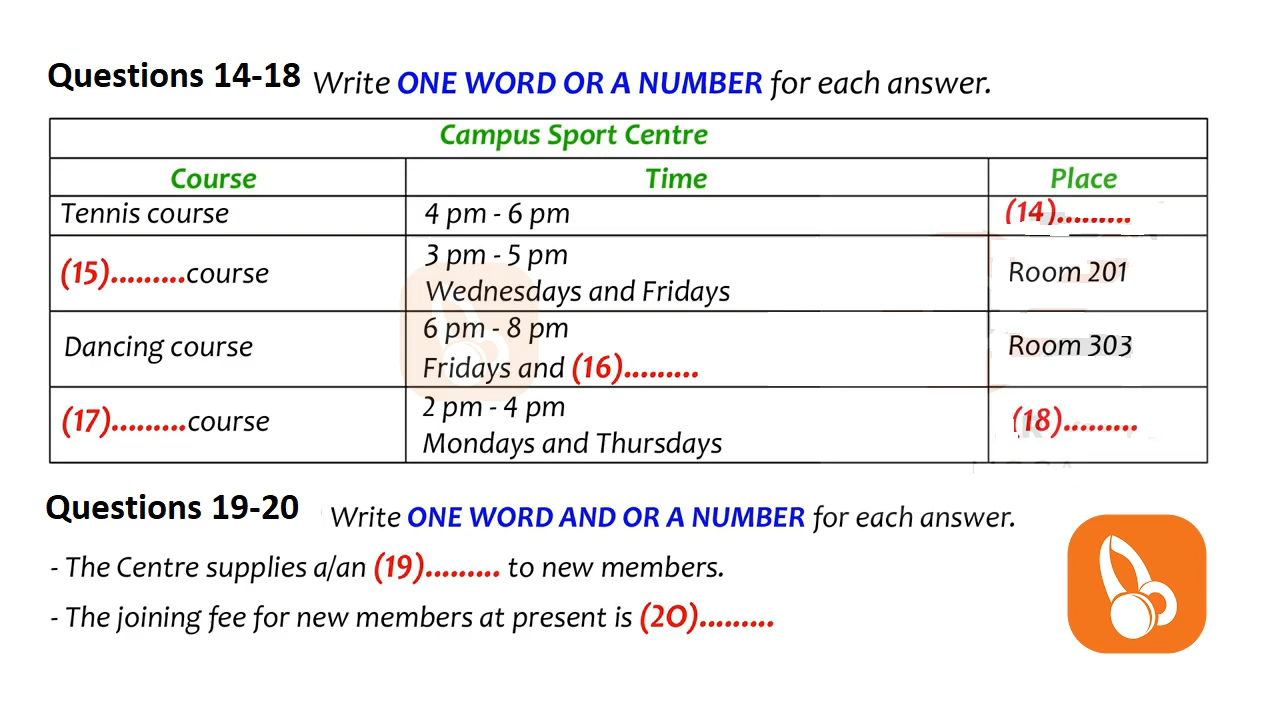 Questions 14-18 Write ONE WORD OR A NUMBER for each answer.
Campus Sport Centre
Course Time Place
Tennis course 4 pm - 6 pm (14).........
(15).........course 3 pm - 5 pm Wednesdays and Fridays Room 201
Dancing course 6 pm - 8 pm Fridays and (16)......... Room 303
(17).........course 2 pm - 4 pm Mondays and Thursdays (18).........
Questions 19-20 Write ONE WORD AND OR A NUMBER for each answer.
- The Centre supplies a/an (19)......... to new members.
- The joining fee for new members at present is (20).........